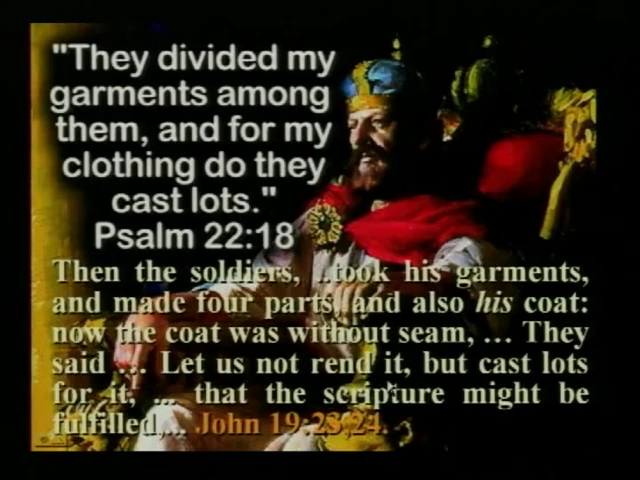 "They divided my
garments among
them, and for my
clothing do they
cast lots."
Psalm 22:18
Then the soldiers, ...took his garments,
and made four parts, and also his coat:
now the coat was without seam, ... They
said ... Let us not rend it, but cast lots
for it, ... that the scripture might be
fulfilled,... John 19:23,24.